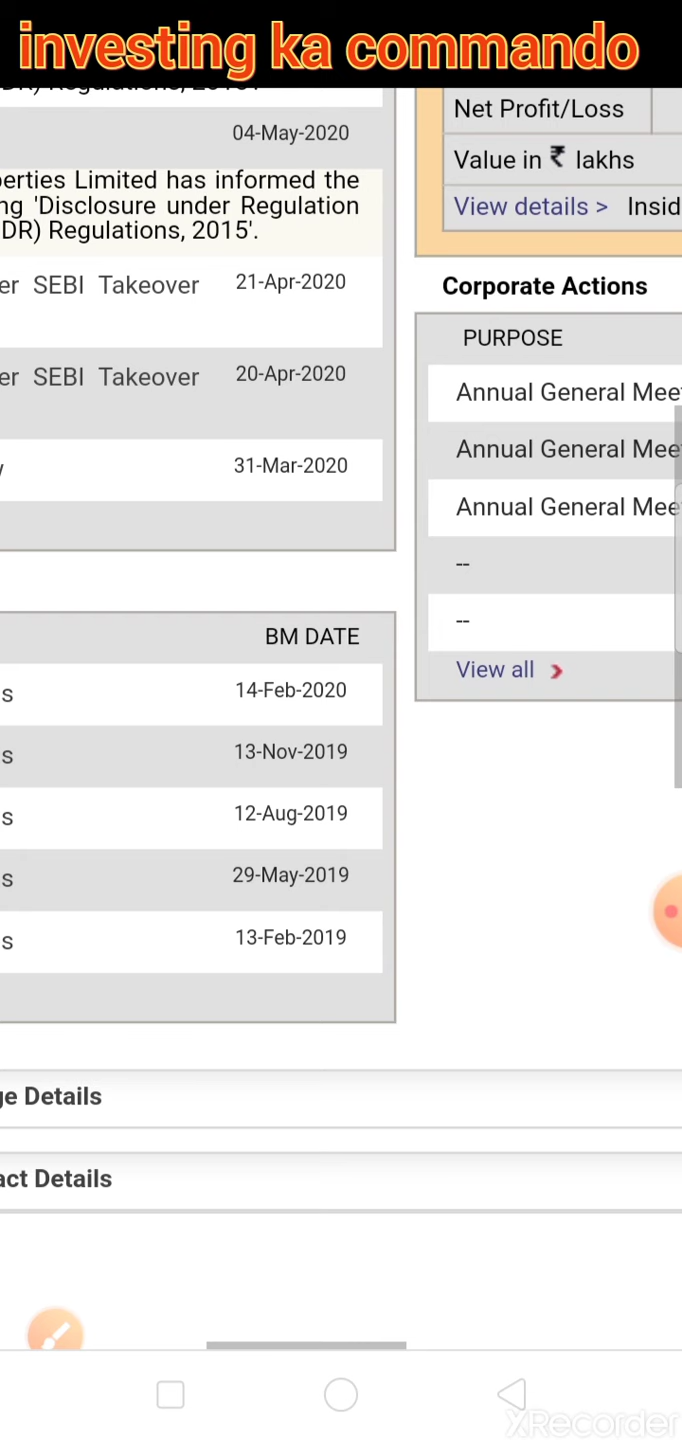 investing ka commando
04-May-2020
erties Limited has informed the
ng 'Disclosure under Regulation
DR) Regulations, 2015'.
er SEBI Takeover 21-Apr-2020
er SEBI Takeover 20-Apr-2020
31-Mar-2020
BM DATE
s 14-Feb-2020
s 13-Nov-2019
s 12-Aug-2019
s 29-May-2019
s 13-Feb-2019
ge Details
act Details
Net Profit/Loss
Value in ₹ lakhs
View details > Insid
Corporate Actions
PURPOSE
Annual General Mee
Annual General Mee
Annual General Mee
--
--
View all
XRecorder